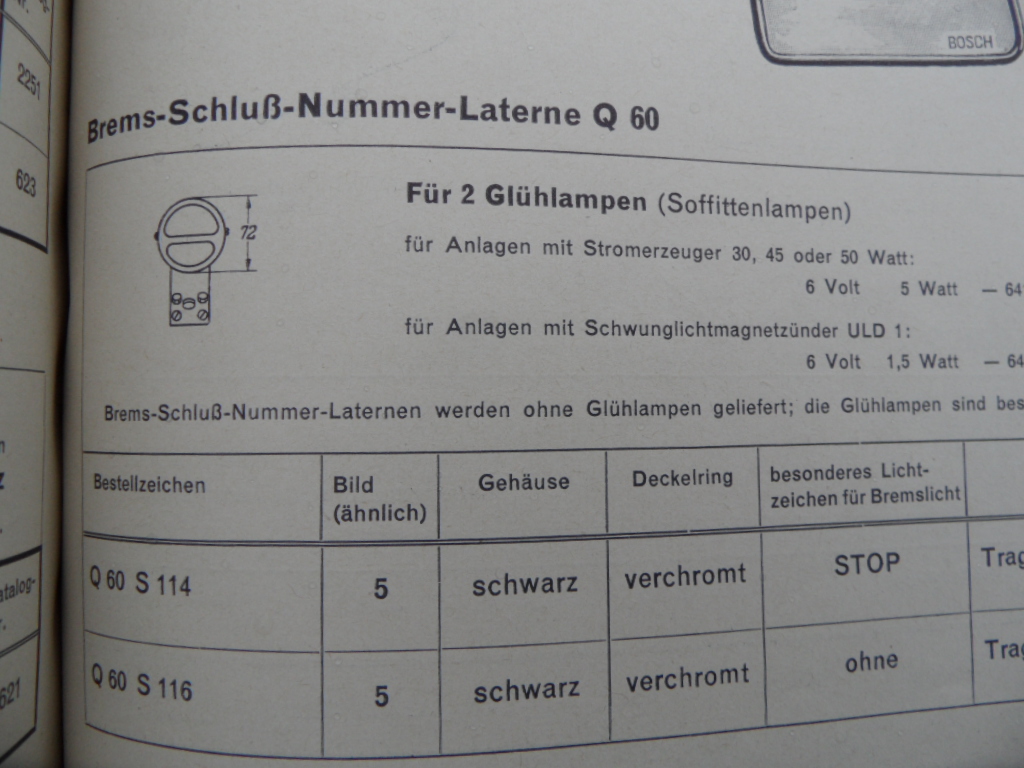 2251
623
atalog-
621
BOSCH
Brems-Schluß-Nummer-Laterne Q 60
72
Für 2 Glühlampen (Soffittenlampen)
für Anlagen mit Stromerzeuger 30, 45 oder 50 Watt:
6 Volt 5 Watt — 64
für Anlagen mit Schwunglichtmagnetzünder ULD 1:
6 Volt 1,5 Watt — 64
Brems-Schluß-Nummer-Laternen werden ohne Glühlampen geliefert; die Glühlampen sind bes
Bestellzeichen Bild (ähnlich) Gehäuse Deckelring besonderes Licht-
zeichen für Bremslicht
Q 60 S 114 5 schwarz verchromt STOP Trag
Q 60 S 116 5 schwarz verchromt ohne Trag